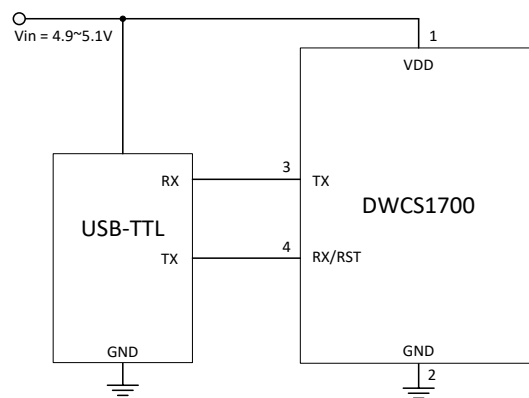 Vin = 4.9~5.1V
1
VDD
RX
3
TX
USB-TTL
DWCS1700
TX
4
RX/RST
GND
GND
2